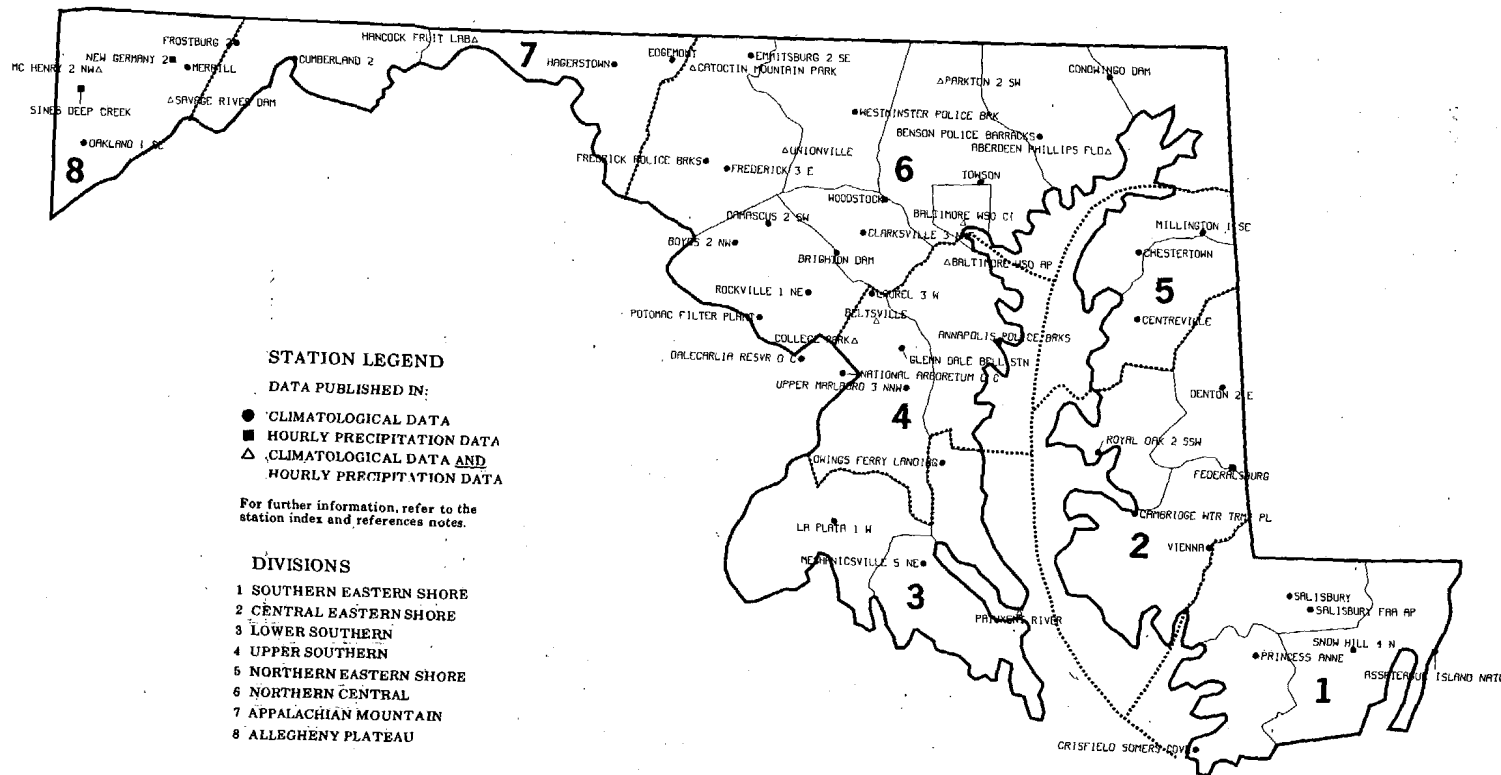 HANCOCK FRUIT LAB
7
FROSTBURG 2
NEW GERMANY 2
MC HENRY 2 NW
MERRILL
CUMBERLAND 2
HAGERSTOWN
EDGEMONT
EMMITSBURG 2 SE
CATOCTIN MOUNTAIN PARK
PARKTON 2 SW
CONOWINGO DAM
SAVAGE RIVER DAM
SINES DEEP CREEK
WESTMINSTER POLICE BRK
BENSON POLICE BARRACKS
ABERDEEN PHILLIPS FLD
OAKLAND 1 SE
8
UNIONVILLE
FREDRICK POLICE BRKS
FREDERICK 3 E
6
TOWSON
WOODSTOCK
DAMASCUS 2 SW
BALTIMORE WSO CI
CLARKSVILLE 3
BOYDS 2 NW
BRIGHTON DAM
BALTIMORE WSO AP
MILLINGTON 1 SE
CHESTERTOWN
5
ROCKVILLE 1 NE
LAUREL 3 W
BELTSVILLE
POTOMAC FILTER PLANT
CENTREVILLE
COLLEGE PARK
ANNAPOLIS POLICE BRKS
DALECARLIA RESVR D C
GLENN DALE BELL STN
NATIONAL ARBORETUM D C
UPPER MARLBORO 3 NNW
4
DENTON 2 E
ROYAL OAK 2 SSW
OWINGS FERRY LANDING
FEDERALSBURG
LA PLATA 1 W
CAMBRIDGE WTR TRMT PL
2
VIENNA
MECHANICSVILLE 5 NE
3
PATUXENT RIVER
SALISBURY
SALISBURY FAA AP
SNOW HILL 4 N
PRINCESS ANNE
ASSATEAGUE ISLAND NATL
1
CRISFIELD SOMERS COVE
STATION LEGEND
DATA PUBLISHED IN:
CLIMATOLOGICAL DATA
HOURLY PRECIPITATION DATA
CLIMATOLOGICAL DATA AND
HOURLY PRECIPITATION DATA
For further information, refer to the
station index and references notes.
DIVISIONS
1 SOUTHERN EASTERN SHORE
2 CENTRAL EASTERN SHORE
3 LOWER SOUTHERN
4 UPPER SOUTHERN
5 NORTHERN EASTERN SHORE
6 NORTHERN CENTRAL
7 APPALACHIAN MOUNTAIN
8 ALLEGHENY PLATEAU